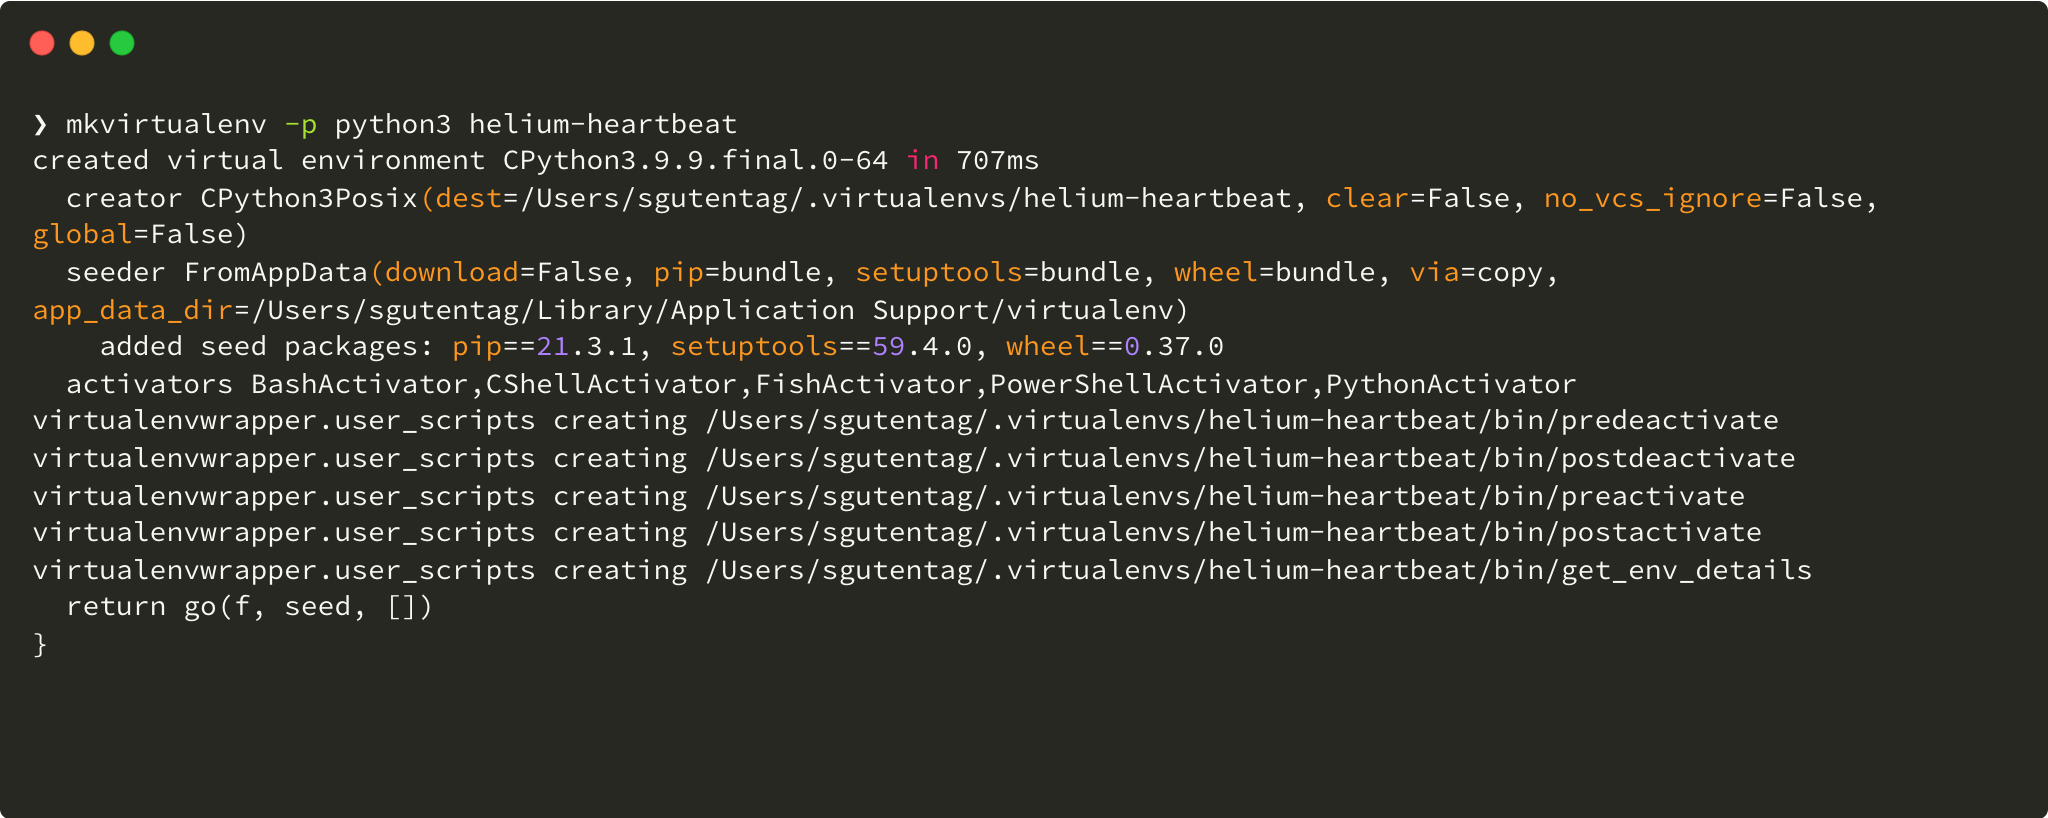 ❯ mkvirtualenv -p python3 helium-heartbeat
created virtual environment CPython3.9.9.final.0-64 in 707ms
  creator CPython3Posix(dest=/Users/sgutentag/.virtualenvs/helium-heartbeat, clear=False, no_vcs_ignore=False,
global=False)
  seeder FromAppData(download=False, pip=bundle, setuptools=bundle, wheel=bundle, via=copy,
app_data_dir=/Users/sgutentag/Library/Application Support/virtualenv)
    added seed packages: pip==21.3.1, setuptools==59.4.0, wheel==0.37.0
  activators BashActivator,CShellActivator,FishActivator,PowerShellActivator,PythonActivator
virtualenvwrapper.user_scripts creating /Users/sgutentag/.virtualenvs/helium-heartbeat/bin/predeactivate
virtualenvwrapper.user_scripts creating /Users/sgutentag/.virtualenvs/helium-heartbeat/bin/postdeactivate
virtualenvwrapper.user_scripts creating /Users/sgutentag/.virtualenvs/helium-heartbeat/bin/preactivate
virtualenvwrapper.user_scripts creating /Users/sgutentag/.virtualenvs/helium-heartbeat/bin/postactivate
virtualenvwrapper.user_scripts creating /Users/sgutentag/.virtualenvs/helium-heartbeat/bin/get_env_details
  return go(f, seed, [])
}